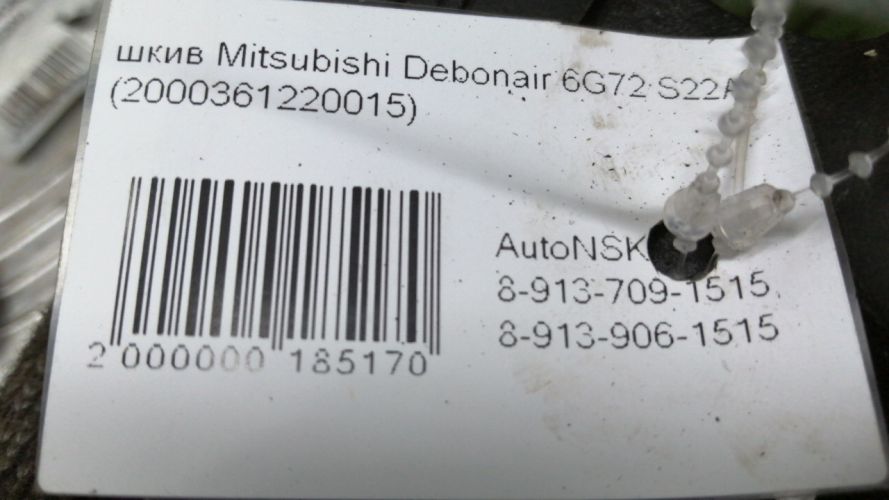 шкив Mitsubishi Debonair 6G72 S22A
(2000361220015)
AutoNSK
8-913-709-1515,
8-913-906-1515
2 000000 185170